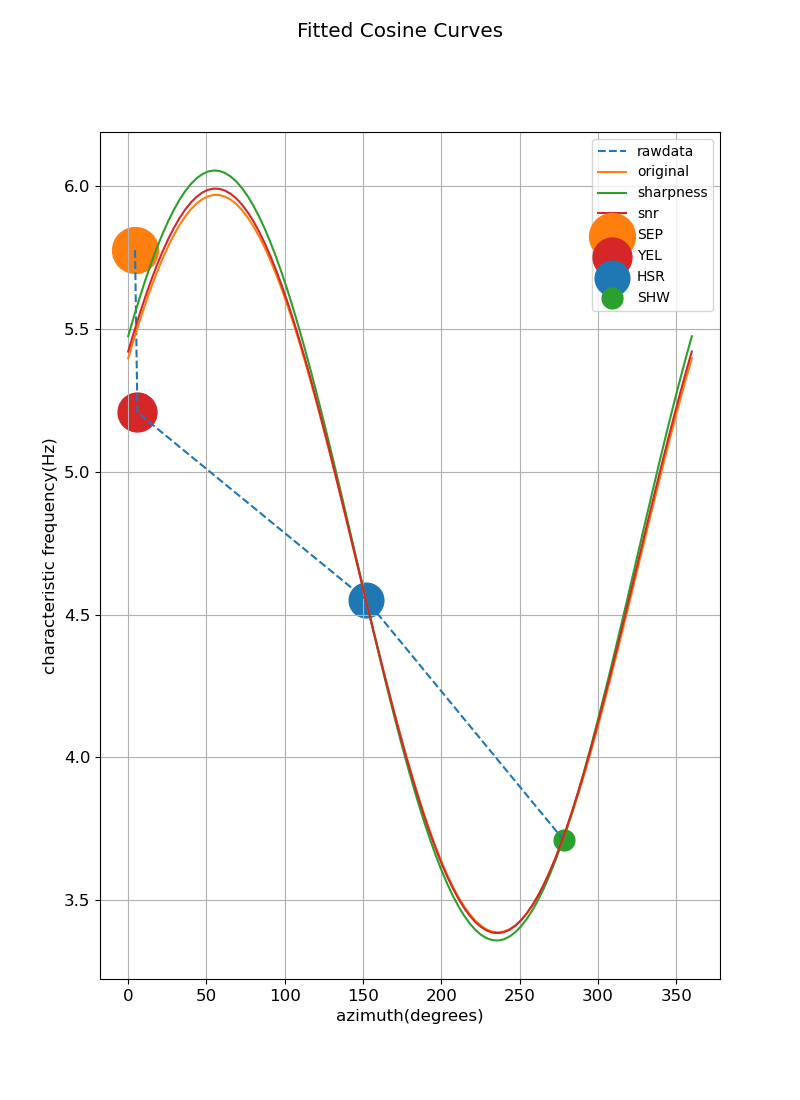 Fitted Cosine Curves
rawdata
original
sharpness
snr
SEP
YEL
HSR
SHW
6.0
5.5
5.0
4.5
4.0
3.5
characteristic frequency(Hz)
0 50 100 150 200 250 300 350
azimuth(degrees)